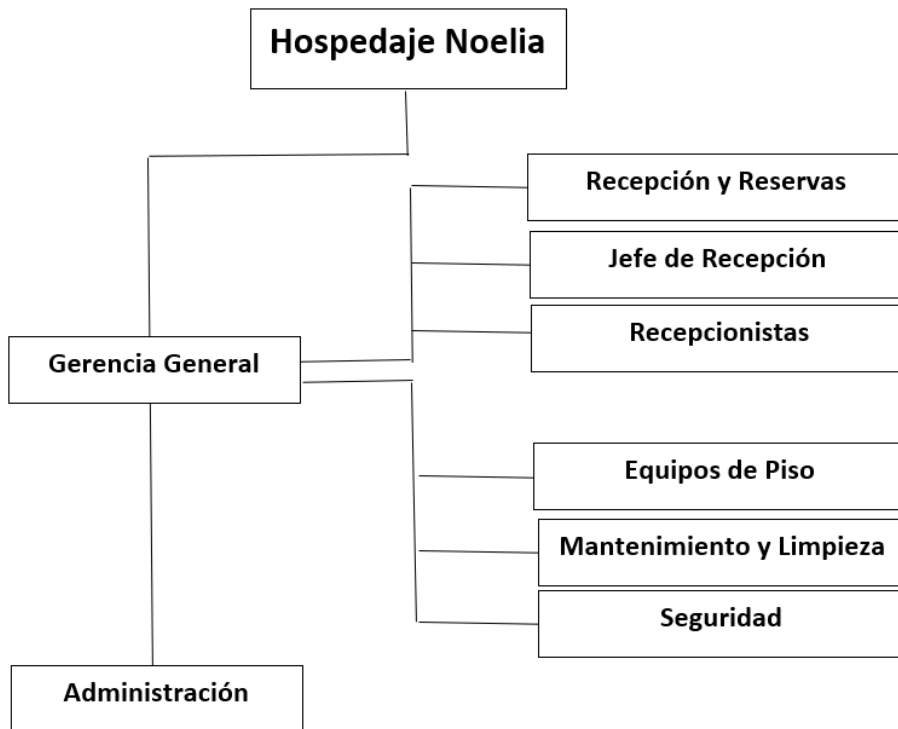 Hospedaje Noelia
Recepción y Reservas
Jefe de Recepción
Recepcionistas
Gerencia General
Equipos de Piso
Mantenimiento y Limpieza
Seguridad
Administración